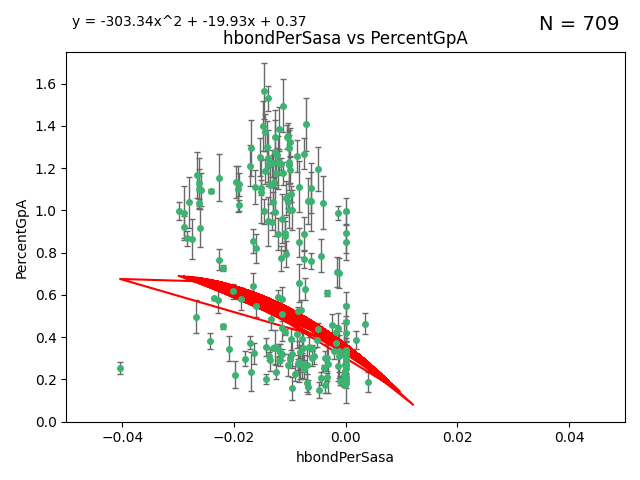 y = -303.34x^2 + -19.93x + 0.37
N = 709
hbondPerSasa vs PercentGpA
1.6
1.4
1.2
1.0
0.8
0.6
0.4
0.2
0.0
PercentGpA
−0.04 −0.02 0.00 0.02 0.04
hbondPerSasa